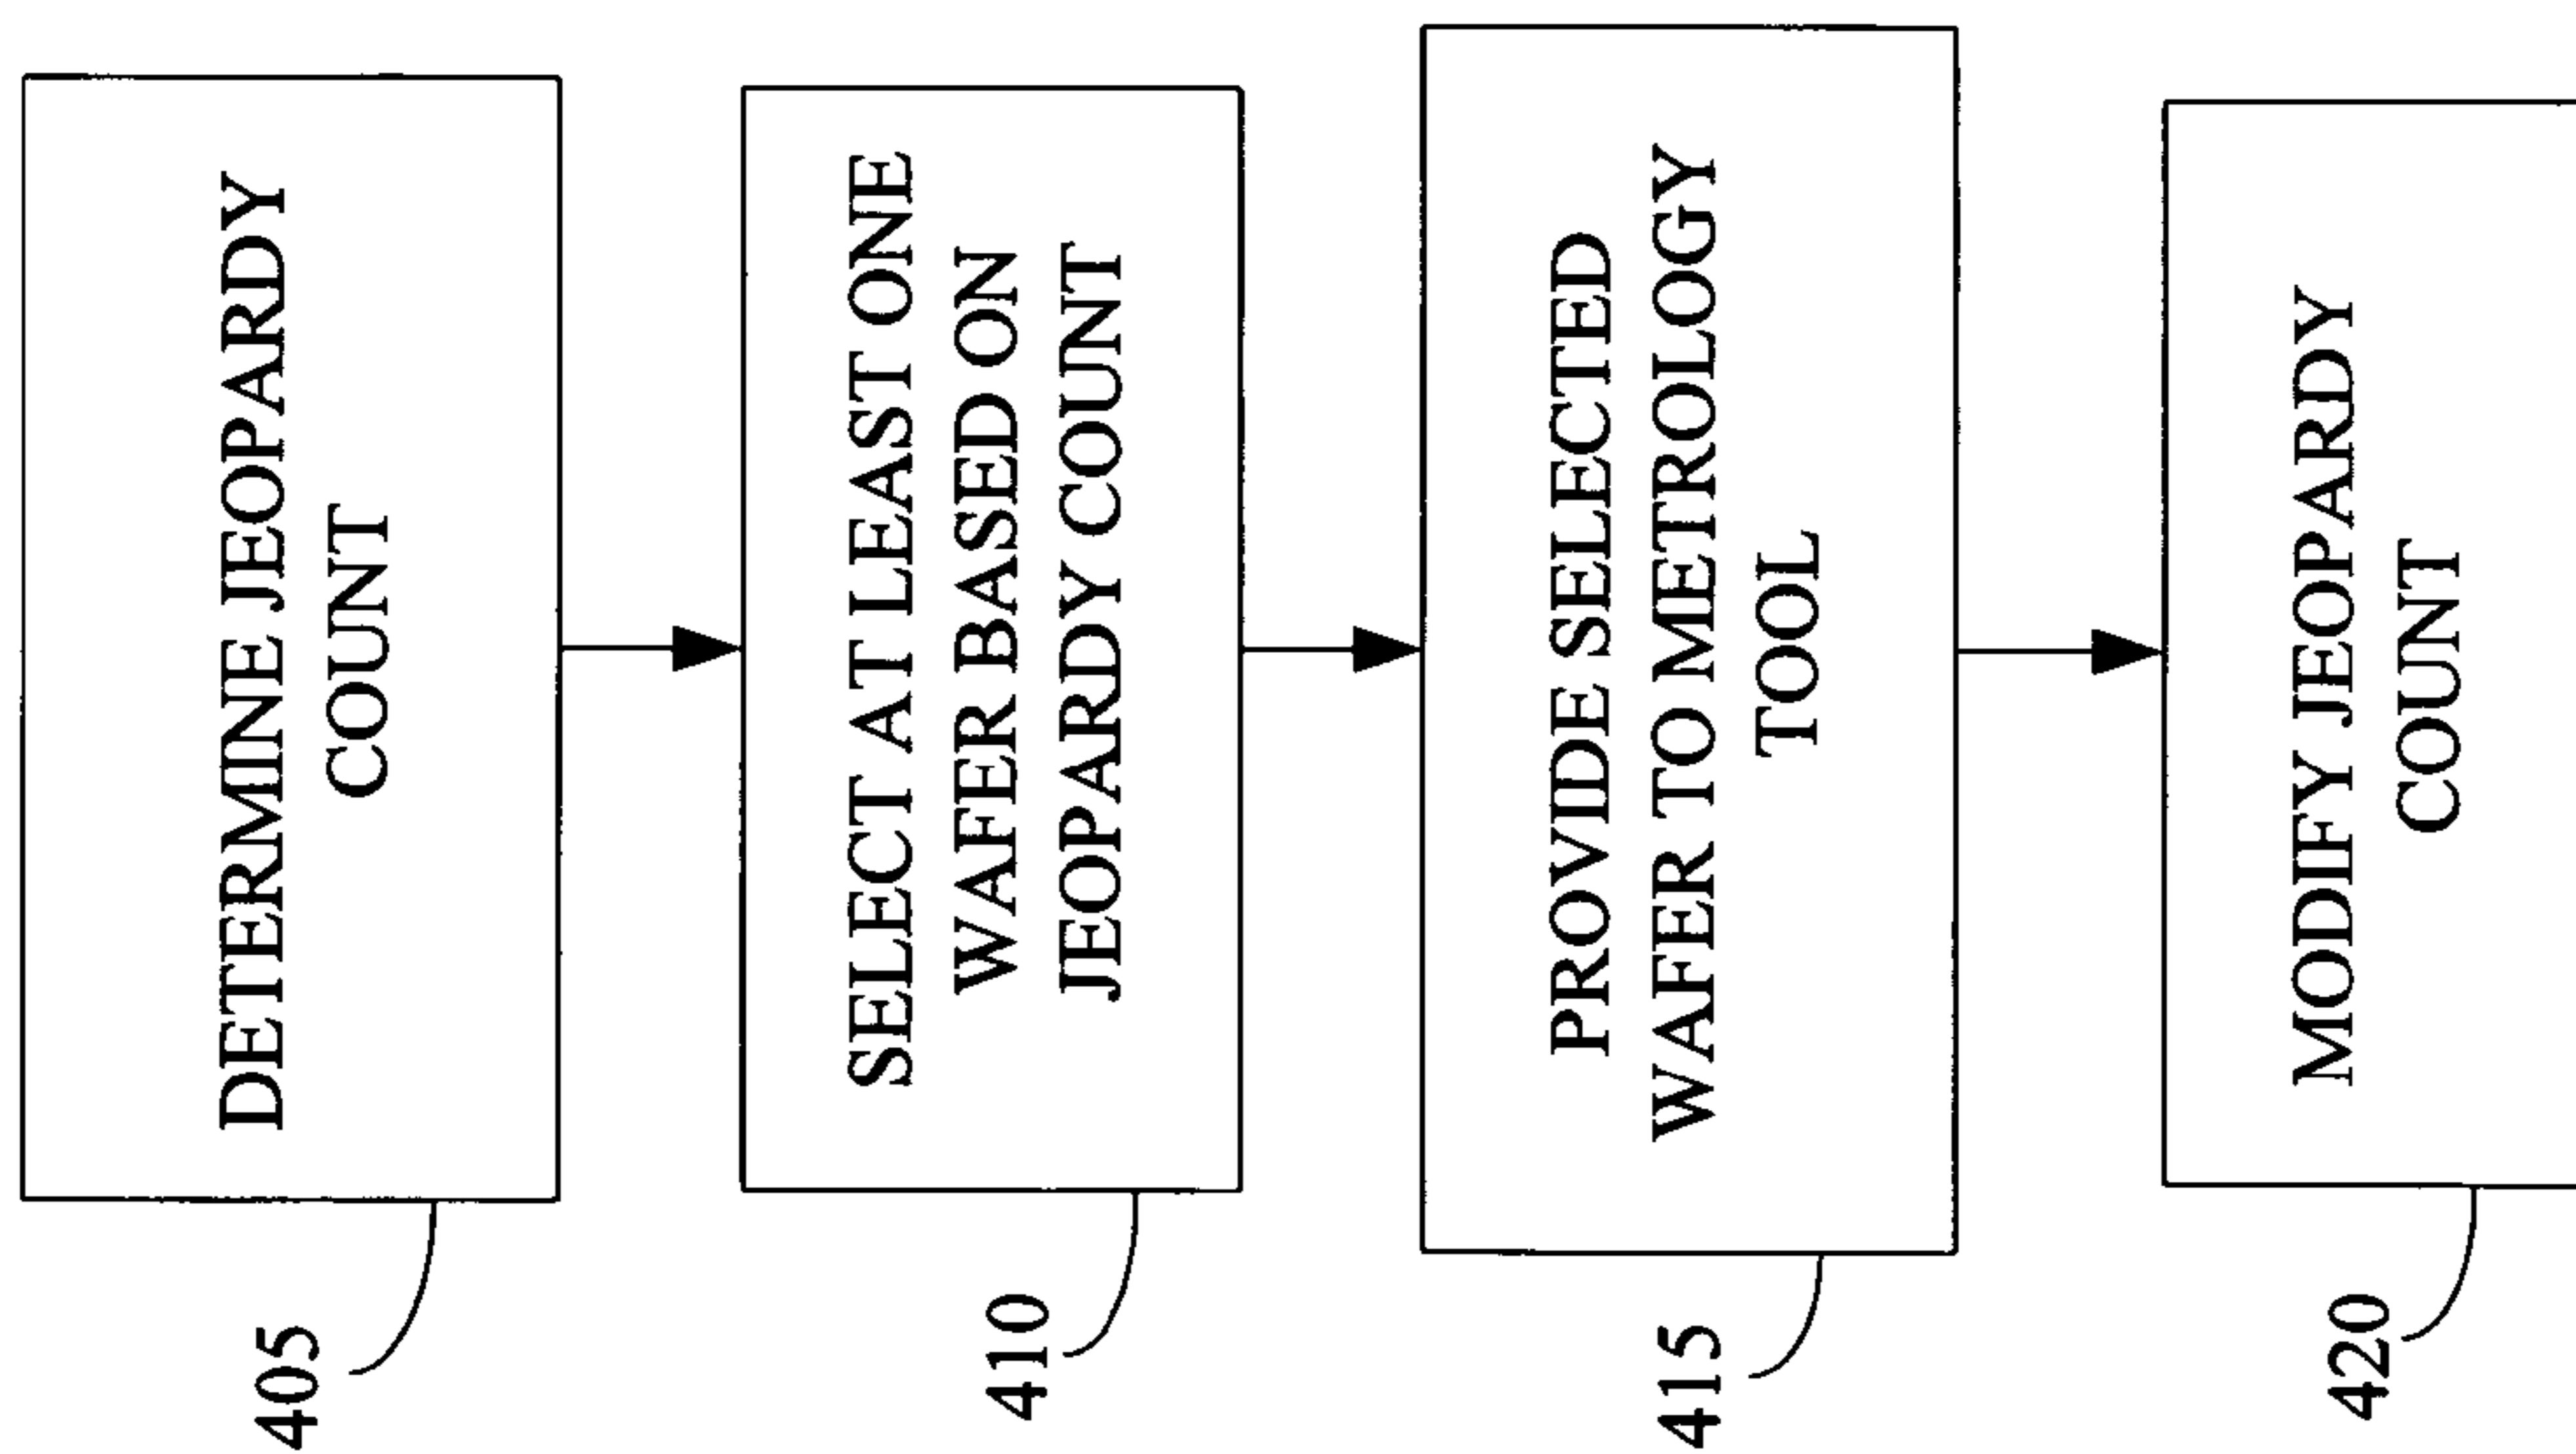 DETERMINE JEOPARDY
COUNT
405
SELECT AT LEAST ONE
WAFER BASED ON
JEOPARDY COUNT
410
PROVIDE SELECTED
WAFER TO METROLOGY
TOOL
415
MODIFY JEOPARDY
COUNT
420